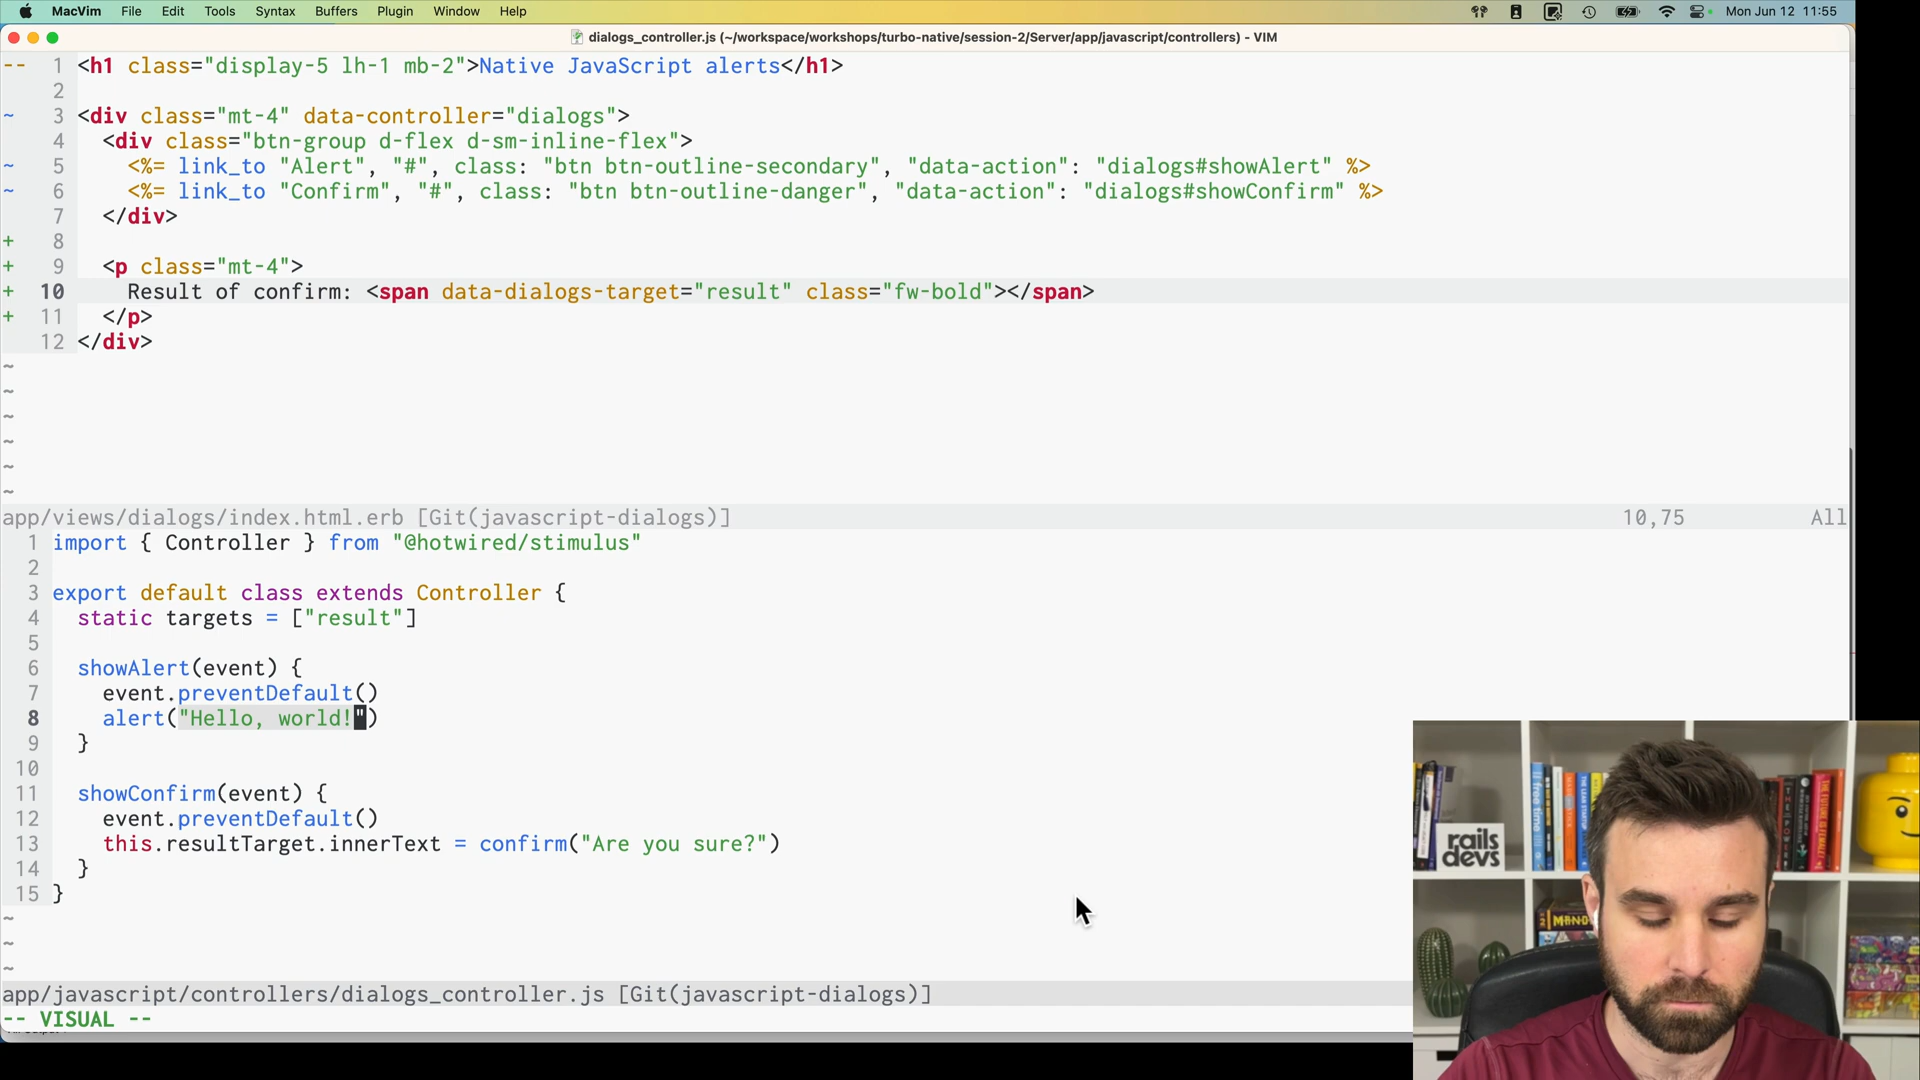 MacVim File Edit Tools Syntax Buffers Plugin Window Help Mon Jun 12 11:55
dialogs_controller.js (~/workspace/workshops/turbo-native/session-2/Server/app/javascript/controllers) - VIM
-- 1 <h1 class="display-5 lh-1 mb-2">Native JavaScript alerts</h1>
2
~ 3 <div class="mt-4" data-controller="dialogs">
4   <div class="btn-group d-flex d-sm-inline-flex">
~ 5     <%= link_to "Alert", "#", class: "btn btn-outline-secondary", "data-action": "dialogs#showAlert" %>
~ 6     <%= link_to "Confirm", "#", class: "btn btn-outline-danger", "data-action": "dialogs#showConfirm" %>
7   </div>
+ 8
+ 9   <p class="mt-4">
+ 10     Result of confirm: <span data-dialogs-target="result" class="fw-bold"></span>
+ 11   </p>
12 </div>
~
~
~
~
~
~
app/views/dialogs/index.html.erb [Git(javascript-dialogs)] 10,75 All
1 import { Controller } from "@hotwired/stimulus"
2
3 export default class extends Controller {
4   static targets = ["result"]
5
6   showAlert(event) {
7     event.preventDefault()
8     alert("Hello, world!")
9   }
10
11   showConfirm(event) {
12     event.preventDefault()
13     this.resultTarget.innerText = confirm("Are you sure?")
14   }
15 }
~
~
~
app/javascript/controllers/dialogs_controller.js [Git(javascript-dialogs)]
-- VISUAL --
rails
devs